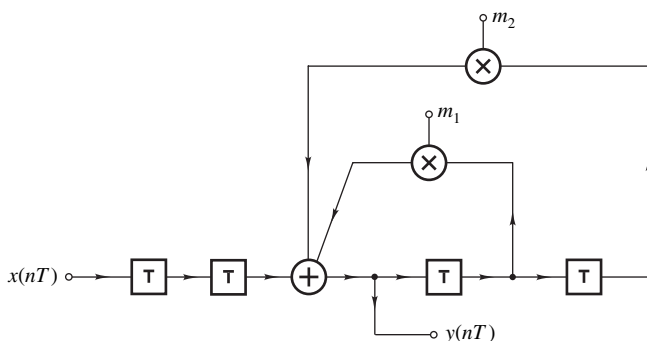 m₂
m₁
x(nT) T T + T T
y(nT)